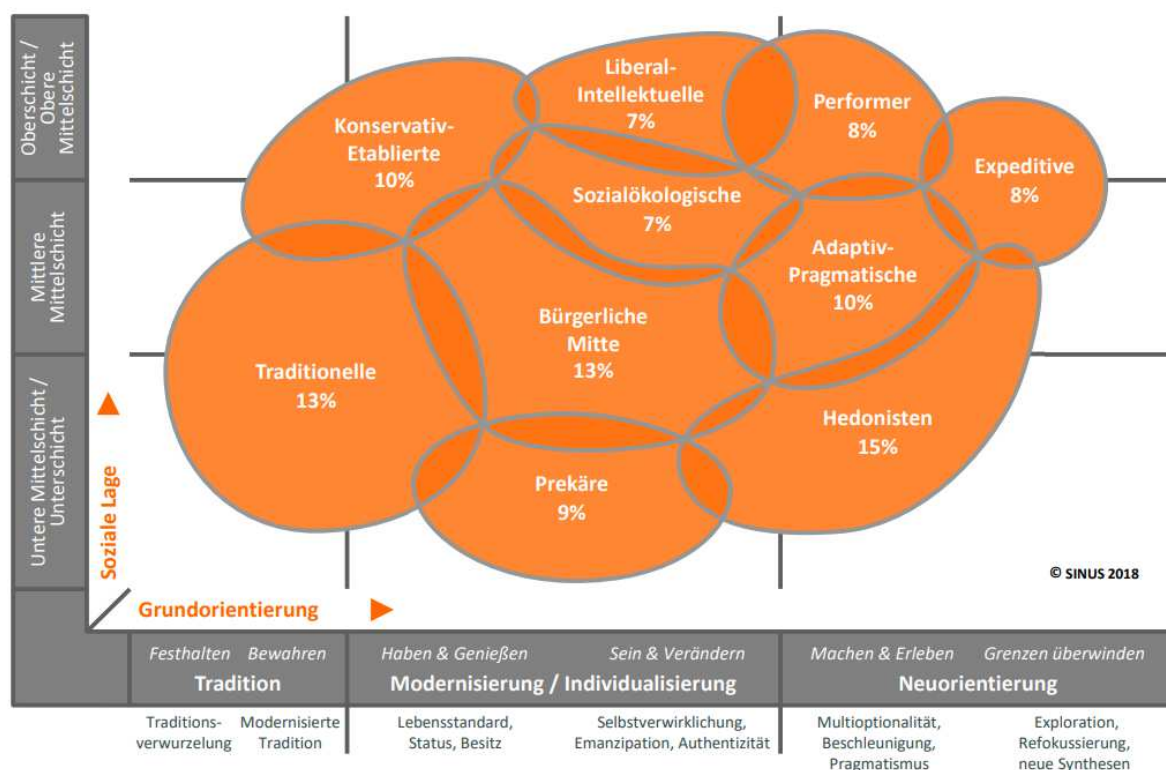 Oberschicht /
Obere
Mittelschicht
Mittlere
Mittelschicht
Untere Mittelschicht /
Unterschicht
Soziale Lage
Liberal-
Intellektuelle
7%
Performer
8%
Konservativ-
Etablierte
10%
Expeditive
8%
Sozialökologische
7%
Adaptiv-
Pragmatische
10%
Bürgerliche
Mitte
13%
Traditionelle
13%
Hedonisten
15%
Prekäre
9%
© SINUS 2018
Grundorientierung
Festhalten Bewahren
Tradition
Haben & Genießen Sein & Verändern
Modernisierung / Individualisierung
Machen & Erleben Grenzen überwinden
Neuorientierung
Traditions-
verwurzelung
Modernisierte
Tradition
Lebensstandard,
Status, Besitz
Selbstverwirklichung,
Emanzipation, Authentizität
Multioptionalität,
Beschleunigung,
Pragmatismus
Exploration,
Refokussierung,
neue Synthesen